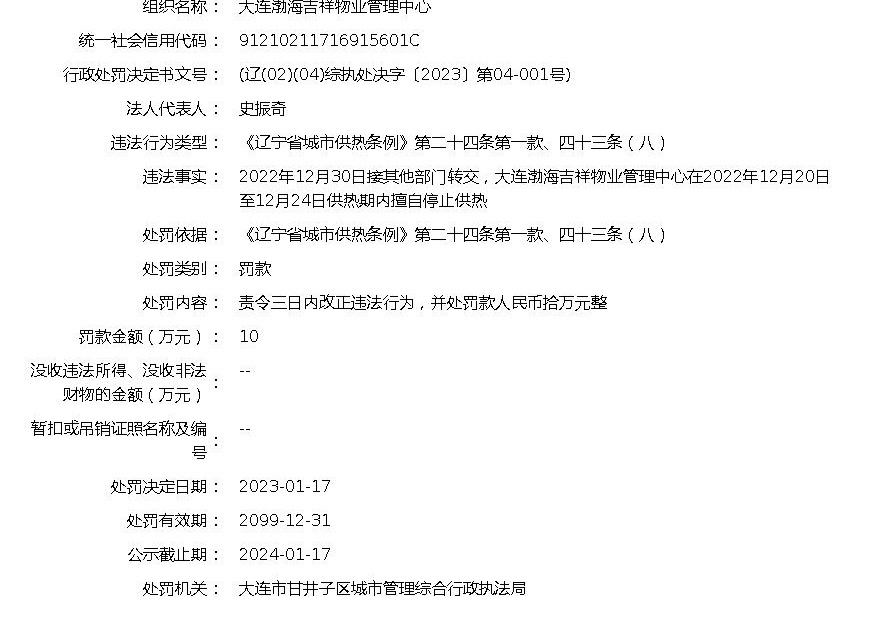 组织名称： 大连渤海吉祥物业管理中心
统一社会信用代码： 91210211716915601C
行政处罚决定书文号： (辽(02)(04)综执处决字〔2023〕第04-001号)
法人代表人： 史振奇
违法行为类型： 《辽宁省城市供热条例》第二十四条第一款、四十三条（八）
违法事实： 2022年12月30日接其他部门转交，大连渤海吉祥物业管理中心在2022年12月20日
至12月24日供热期内擅自停止供热
处罚依据： 《辽宁省城市供热条例》第二十四条第一款、四十三条（八）
处罚类别： 罚款
处罚内容： 责令三日内改正违法行为，并处罚款人民币拾万元整
罚款金额（万元）： 10
没收违法所得、没收非法
财物的金额（万元）： --
暂扣或吊销证照名称及编
号： --
处罚决定日期： 2023-01-17
处罚有效期： 2099-12-31
公示截止期： 2024-01-17
处罚机关： 大连市甘井子区城市管理综合行政执法局